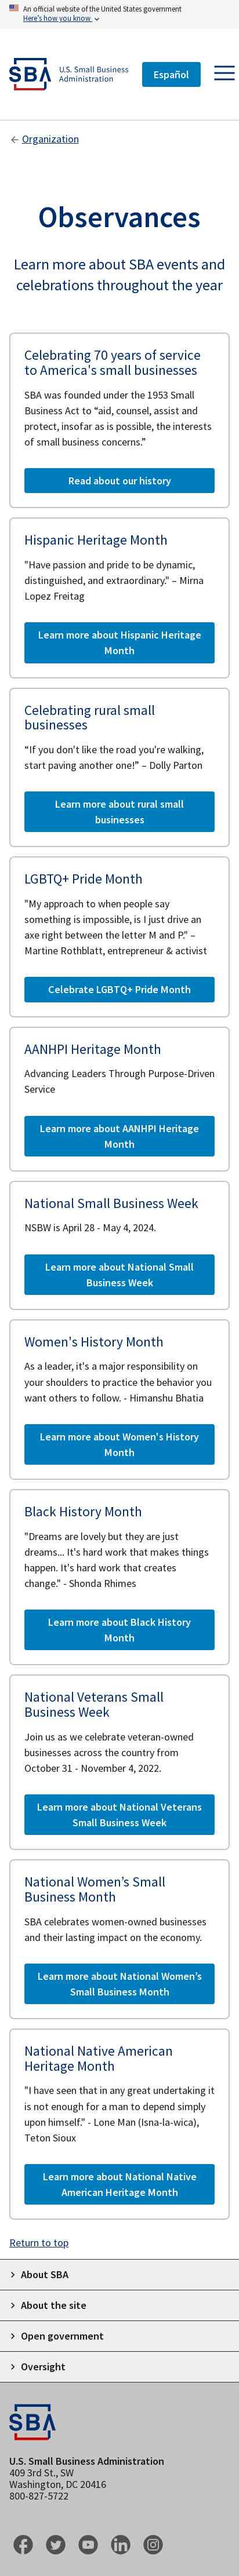 An official website of the United States government
Here’s how you know
SBA
U.S. Small Business
Administration
Español
Organization
Observances
Learn more about SBA events and
celebrations throughout the year
Celebrating 70 years of service
to America's small businesses
SBA was founded under the 1953 Small
Business Act to “aid, counsel, assist and
protect, insofar as is possible, the interests
of small business concerns.”
Read about our history
Hispanic Heritage Month
"Have passion and pride to be dynamic,
distinguished, and extraordinary." – Mirna
Lopez Freitag
Learn more about Hispanic Heritage
Month
Celebrating rural small
businesses
“If you don't like the road you're walking,
start paving another one!” – Dolly Parton
Learn more about rural small
businesses
LGBTQ+ Pride Month
"My approach to when people say
something is impossible, is I just drive an
axe right between the letter M and P." –
Martine Rothblatt, entrepreneur & activist
Celebrate LGBTQ+ Pride Month
AANHPI Heritage Month
Advancing Leaders Through Purpose-Driven
Service
Learn more about AANHPI Heritage
Month
National Small Business Week
NSBW is April 28 - May 4, 2024.
Learn more about National Small
Business Week
Women's History Month
As a leader, it's a major responsibility on
your shoulders to practice the behavior you
want others to follow. - Himanshu Bhatia
Learn more about Women's History
Month
Black History Month
"Dreams are lovely but they are just
dreams... It's hard work that makes things
happen. It's hard work that creates
change." - Shonda Rhimes
Learn more about Black History
Month
National Veterans Small
Business Week
Join us as we celebrate veteran-owned
businesses across the country from
October 31 - November 4, 2022.
Learn more about National Veterans
Small Business Week
National Women’s Small
Business Month
SBA celebrates women-owned businesses
and their lasting impact on the economy.
Learn more about National Women’s
Small Business Month
National Native American
Heritage Month
"I have seen that in any great undertaking it
is not enough for a man to depend simply
upon himself." - Lone Man (Isna-la-wica),
Teton Sioux
Learn more about National Native
American Heritage Month
Return to top
About SBA
About the site
Open government
Oversight
SBA
U.S. Small Business Administration
409 3rd St., SW
Washington, DC 20416
800-827-5722